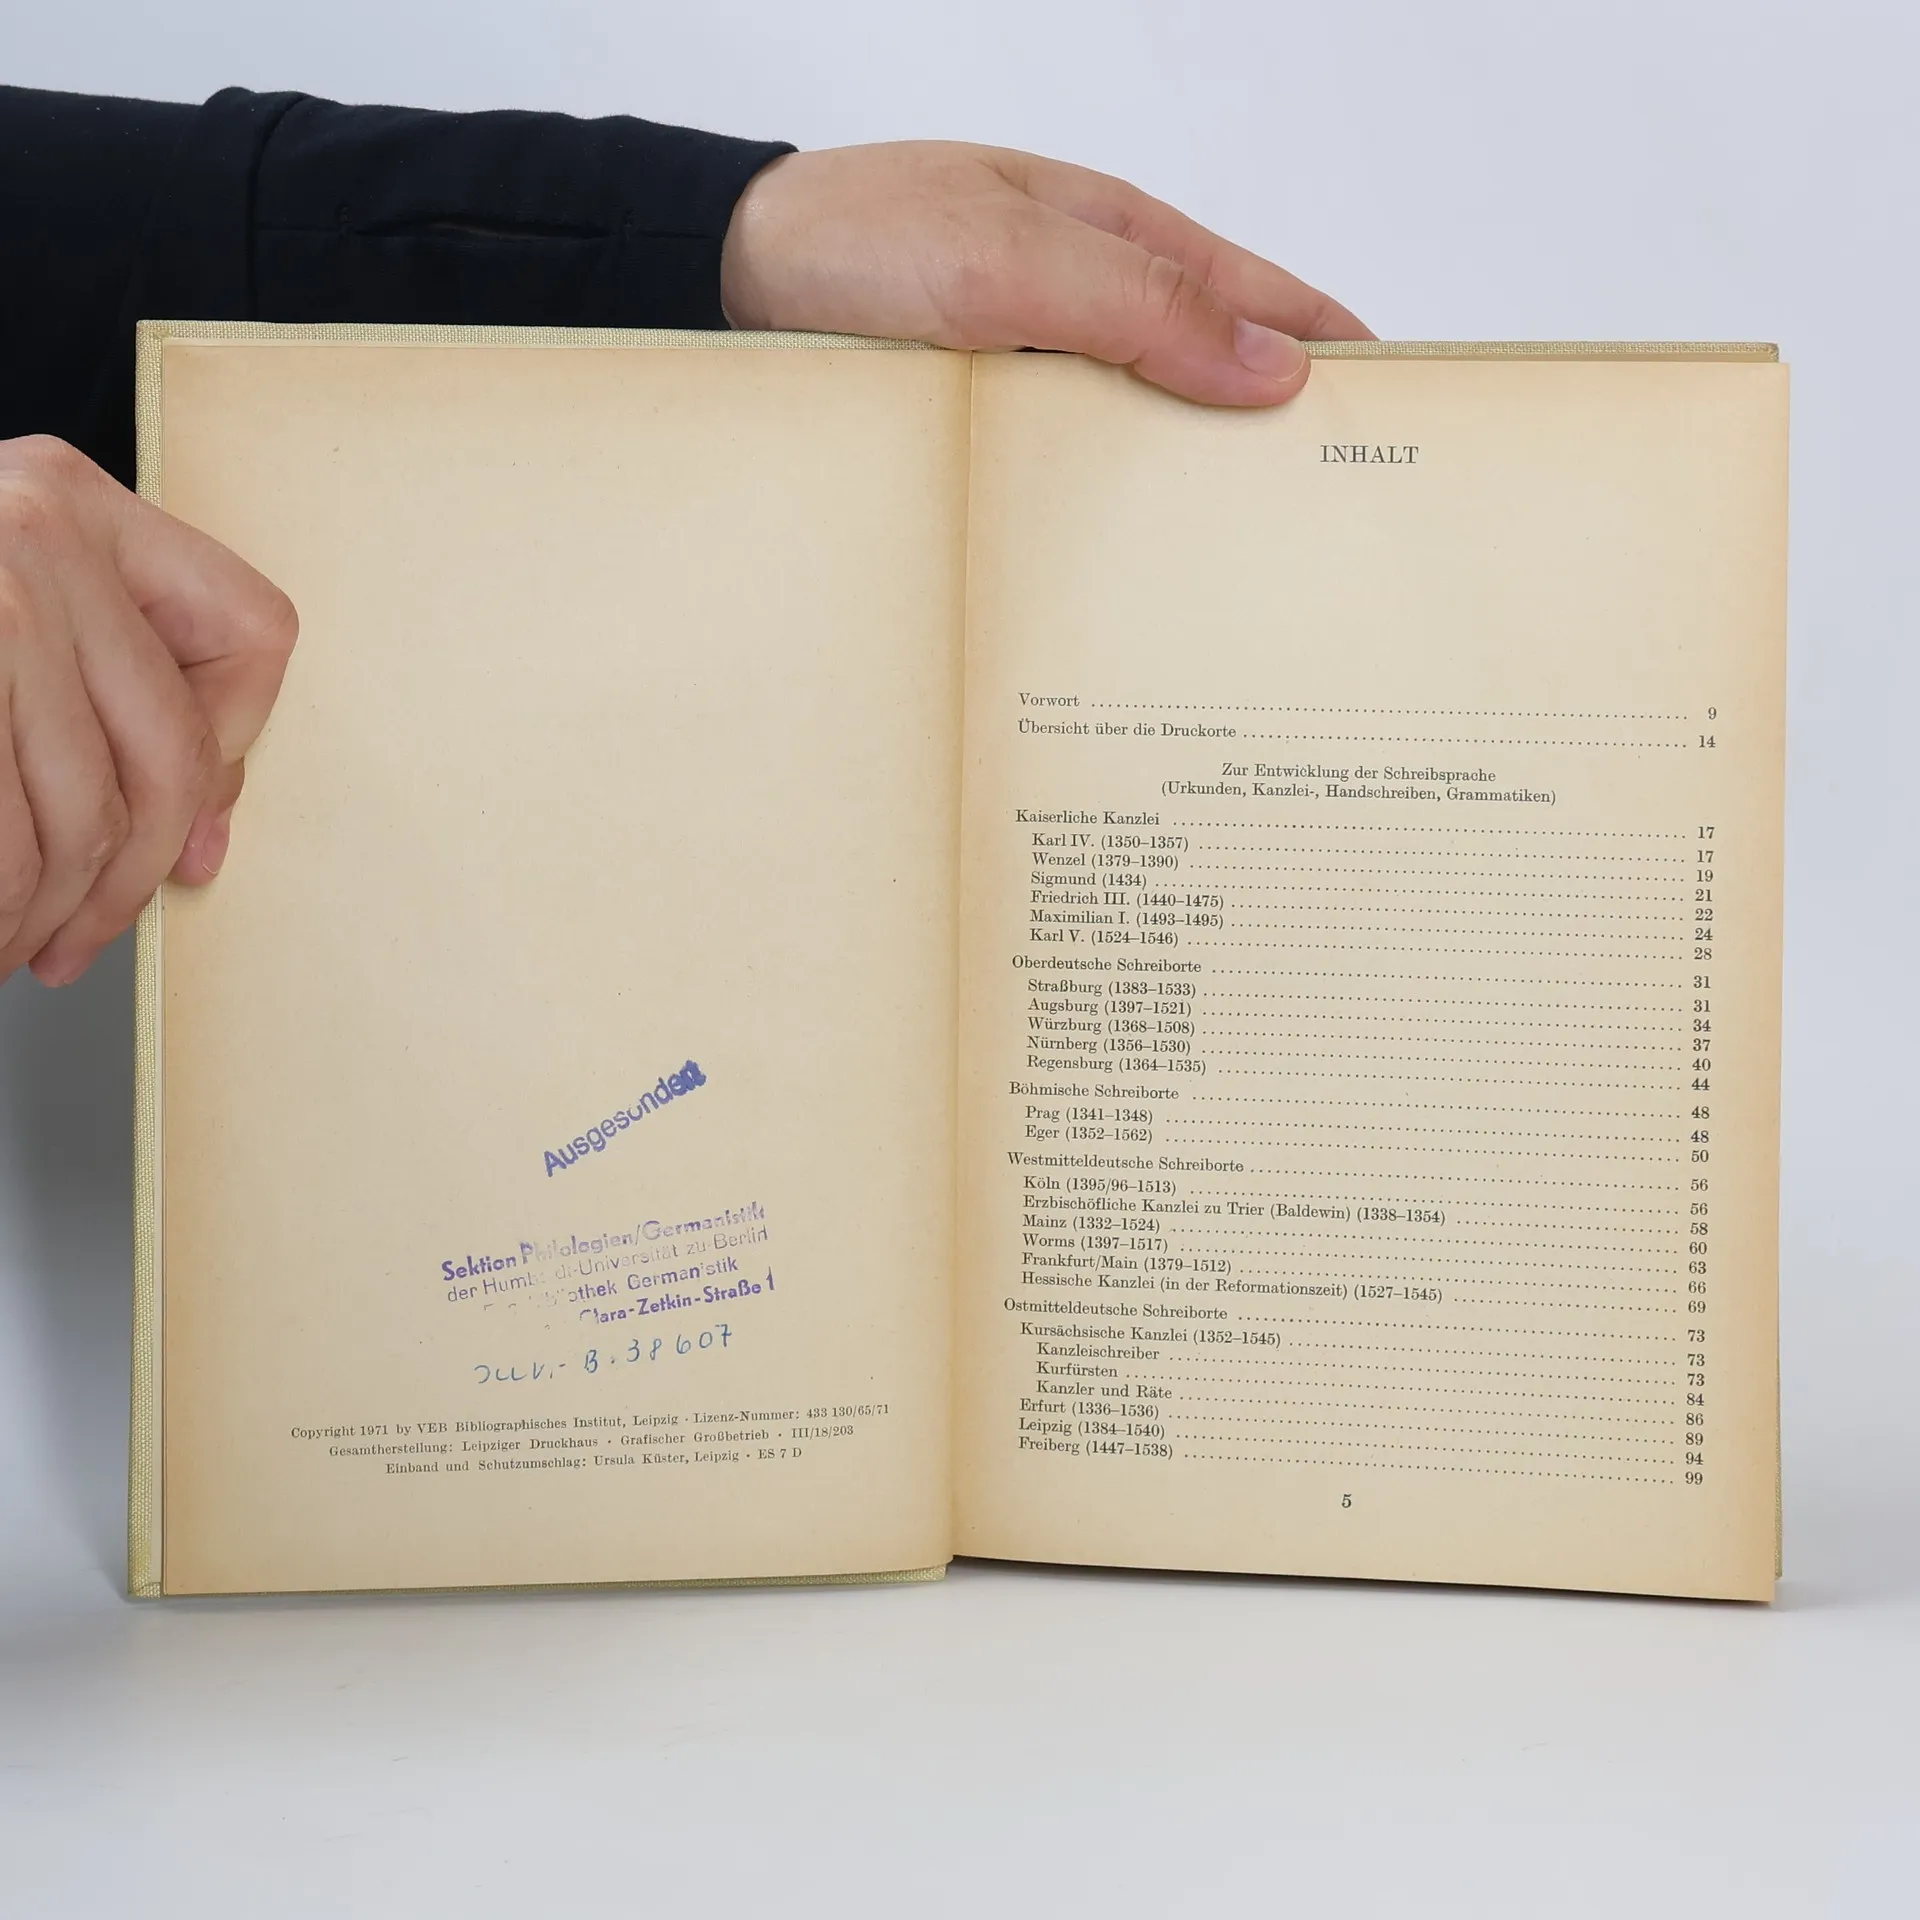 Ausgesondert
Sektion Philologien/Germanistik
der Humb di-Universität zu Berlin
othek Germanistik
Clara-Zetkin-Straße 1
B. 38607
Copyright 1971 by VEB Bibliographisches Institut, Leipzig · Lizenz-Nummer: 433 130/65/71
Gesamtherstellung: Leipziger Druckhaus · Grafischer Großbetrieb · III/18/203
Einband und Schutzumschlag: Ursula Küster, Leipzig · ES 7 D
INHALT
Vorwort 9
Übersicht über die Druckorte 14
Zur Entwicklung der Schreibsprache
(Urkunden, Kanzlei-, Handschreiben, Grammatiken)
Kaiserliche Kanzlei 17
Karl IV. (1350–1357) 17
Wenzel (1379–1390) 19
Sigmund (1434) 21
Friedrich III. (1440–1475) 22
Maximilian I. (1493–1495) 24
Karl V. (1524–1546) 28
Oberdeutsche Schreiborte 31
Straßburg (1383–1533) 31
Augsburg (1397–1521) 34
Würzburg (1368–1508) 37
Nürnberg (1356–1530) 40
Regensburg (1364–1535) 44
Böhmische Schreiborte 48
Prag (1341–1348) 48
Eger (1352–1562) 50
Westmitteldeutsche Schreiborte 56
Köln (1395/96–1513) 56
Erzbischöfliche Kanzlei zu Trier (Baldewin) (1338–1354) 58
Mainz (1332–1524) 60
Worms (1397–1517) 63
Frankfurt/Main (1379–1512) 66
Hessische Kanzlei (in der Reformationszeit) (1527–1545) 69
Ostmitteldeutsche Schreiborte 73
Kursächsische Kanzlei (1352–1545) 73
Kanzleischreiber 73
Kurfürsten 84
Kanzler und Räte 86
Erfurt (1336–1536) 89
Leipzig (1384–1540) 94
Freiberg (1447–1538) 99
5